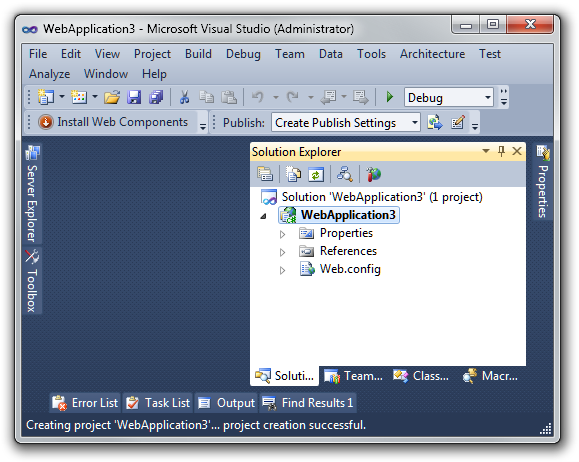 WebApplication3 - Microsoft Visual Studio (Administrator)
File Edit View Project Build Debug Team Data Tools Architecture Test
Analyze Window Help
Debug
Install Web Components Publish: Create Publish Settings
Server Explorer
Toolbox
Solution Explorer
Solution 'WebApplication3' (1 project)
WebApplication3
Properties
References
Web.config
Soluti... Team... Class... Macr...
Properties
Error List Task List Output Find Results 1
Creating project 'WebApplication3'... project creation successful.